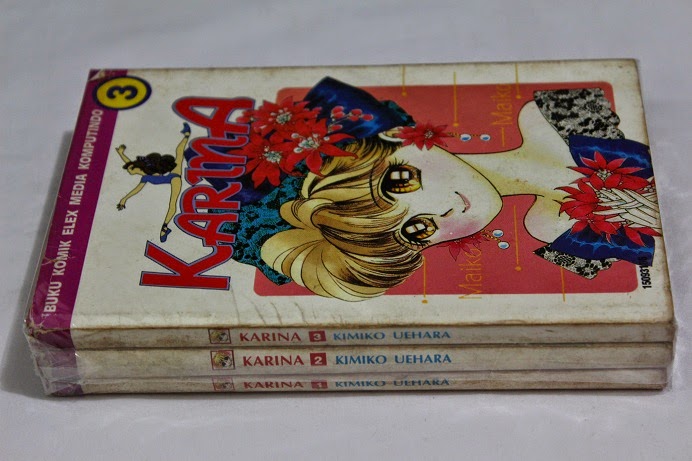 BUKU KOMIK ELEX MEDIA KOMPUTINDO
3
KARINA
Maiko
Maiko
KARINA 3 KIMIKO UEHARA
KARINA 2 KIMIKO UEHARA
KARINA 1 KIMIKO UEHARA